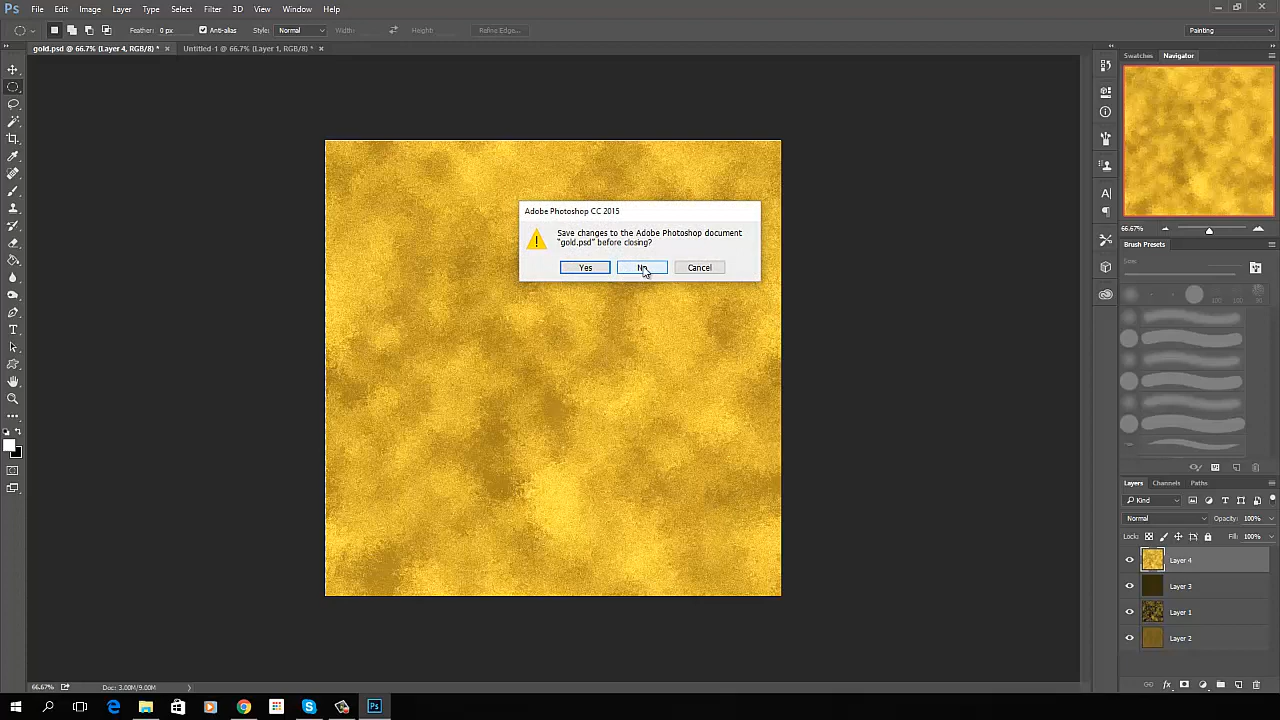 Ps File Edit Image Layer Type Select Filter 3D View Window Help
Feather: 0 px Anti-alias Style: Normal Width: Height: Refine Edge... Painting
gold.psd @ 66.7% (Layer 4, RGB/8) * × Untitled-1 @ 66.7% (Layer 1, RGB/8) * ×
Swatches Navigator
66.67%
Brush Presets
Size:
Adobe Photoshop CC 2015
Save changes to the Adobe Photoshop document
"gold.psd" before closing?
Yes No Cancel
Layers Channels Paths
Kind
Normal Opacity: 100%
Lock: Fill: 100%
Layer 4
Layer 3
Layer 1
Layer 2
66.67% Doc: 3.00M/9.00M